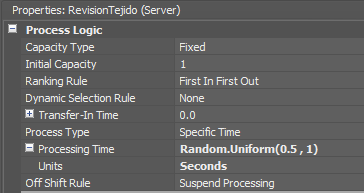 Properties: RevisionTejido (Server)
Process Logic
Capacity Type Fixed
Initial Capacity 1
Ranking Rule First In First Out
Dynamic Selection Rule None
Transfer-In Time 0.0
Process Type Specific Time
Processing Time Random.Uniform(0.5 , 1)
Units Seconds
Off Shift Rule Suspend Processing